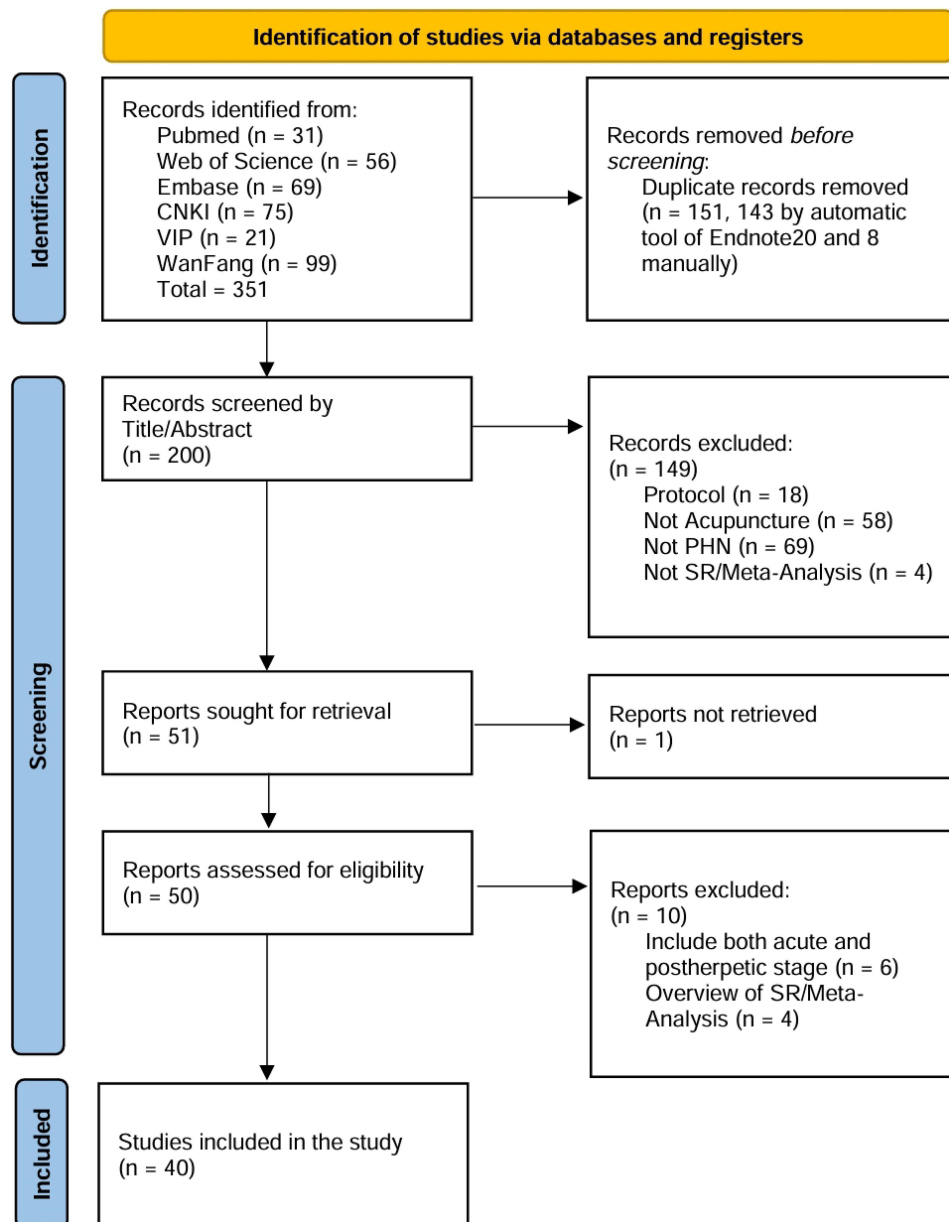 Identification of studies via databases and registers
Identification
Records identified from:
Pubmed (n = 31)
Web of Science (n = 56)
Embase (n = 69)
CNKI (n = 75)
VIP (n = 21)
WanFang (n = 99)
Total = 351
Records removed before
screening:
Duplicate records removed
(n = 151, 143 by automatic
tool of Endnote20 and 8
manually)
Screening
Records screened by
Title/Abstract
(n = 200)
Records excluded:
(n = 149)
Protocol (n = 18)
Not Acupuncture (n = 58)
Not PHN (n = 69)
Not SR/Meta-Analysis (n = 4)
Reports sought for retrieval
(n = 51)
Reports not retrieved
(n = 1)
Reports assessed for eligibility
(n = 50)
Reports excluded:
(n = 10)
Include both acute and
postherpetic stage (n = 6)
Overview of SR/Meta-
Analysis (n = 4)
Included
Studies included in the study
(n = 40)